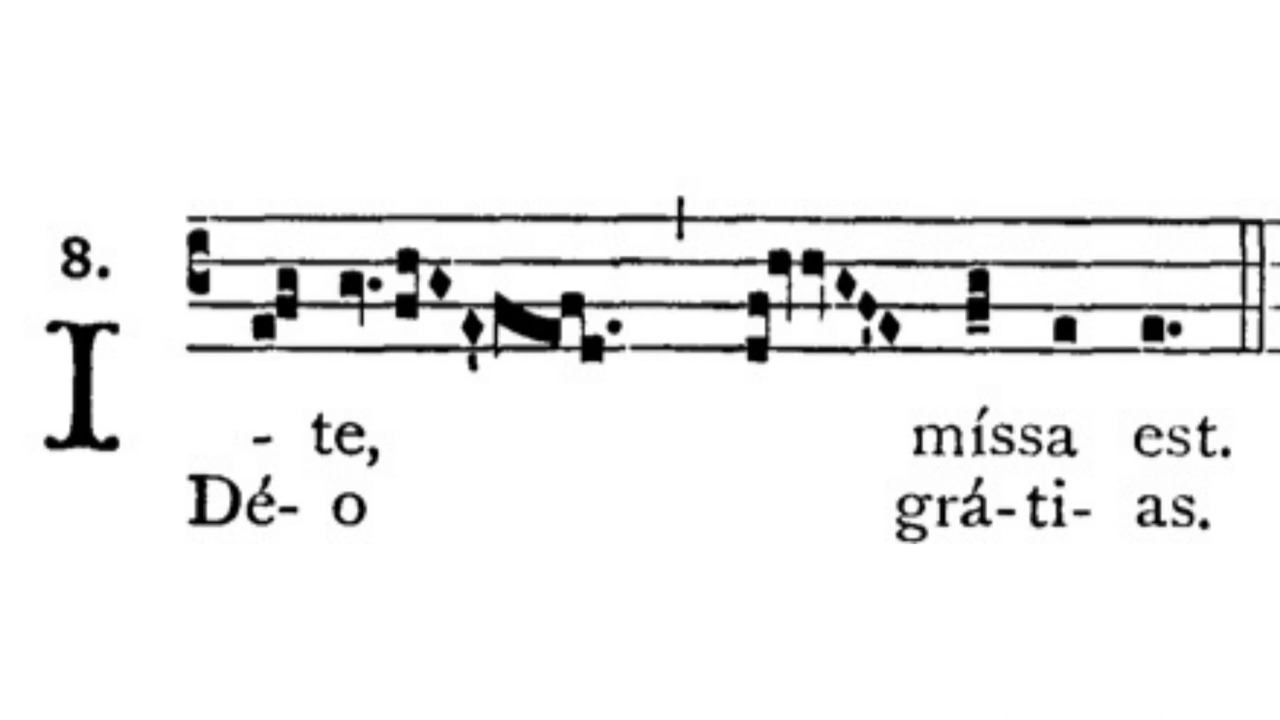 8.
I - te, míssa est.
Dé- o grá-ti- as.